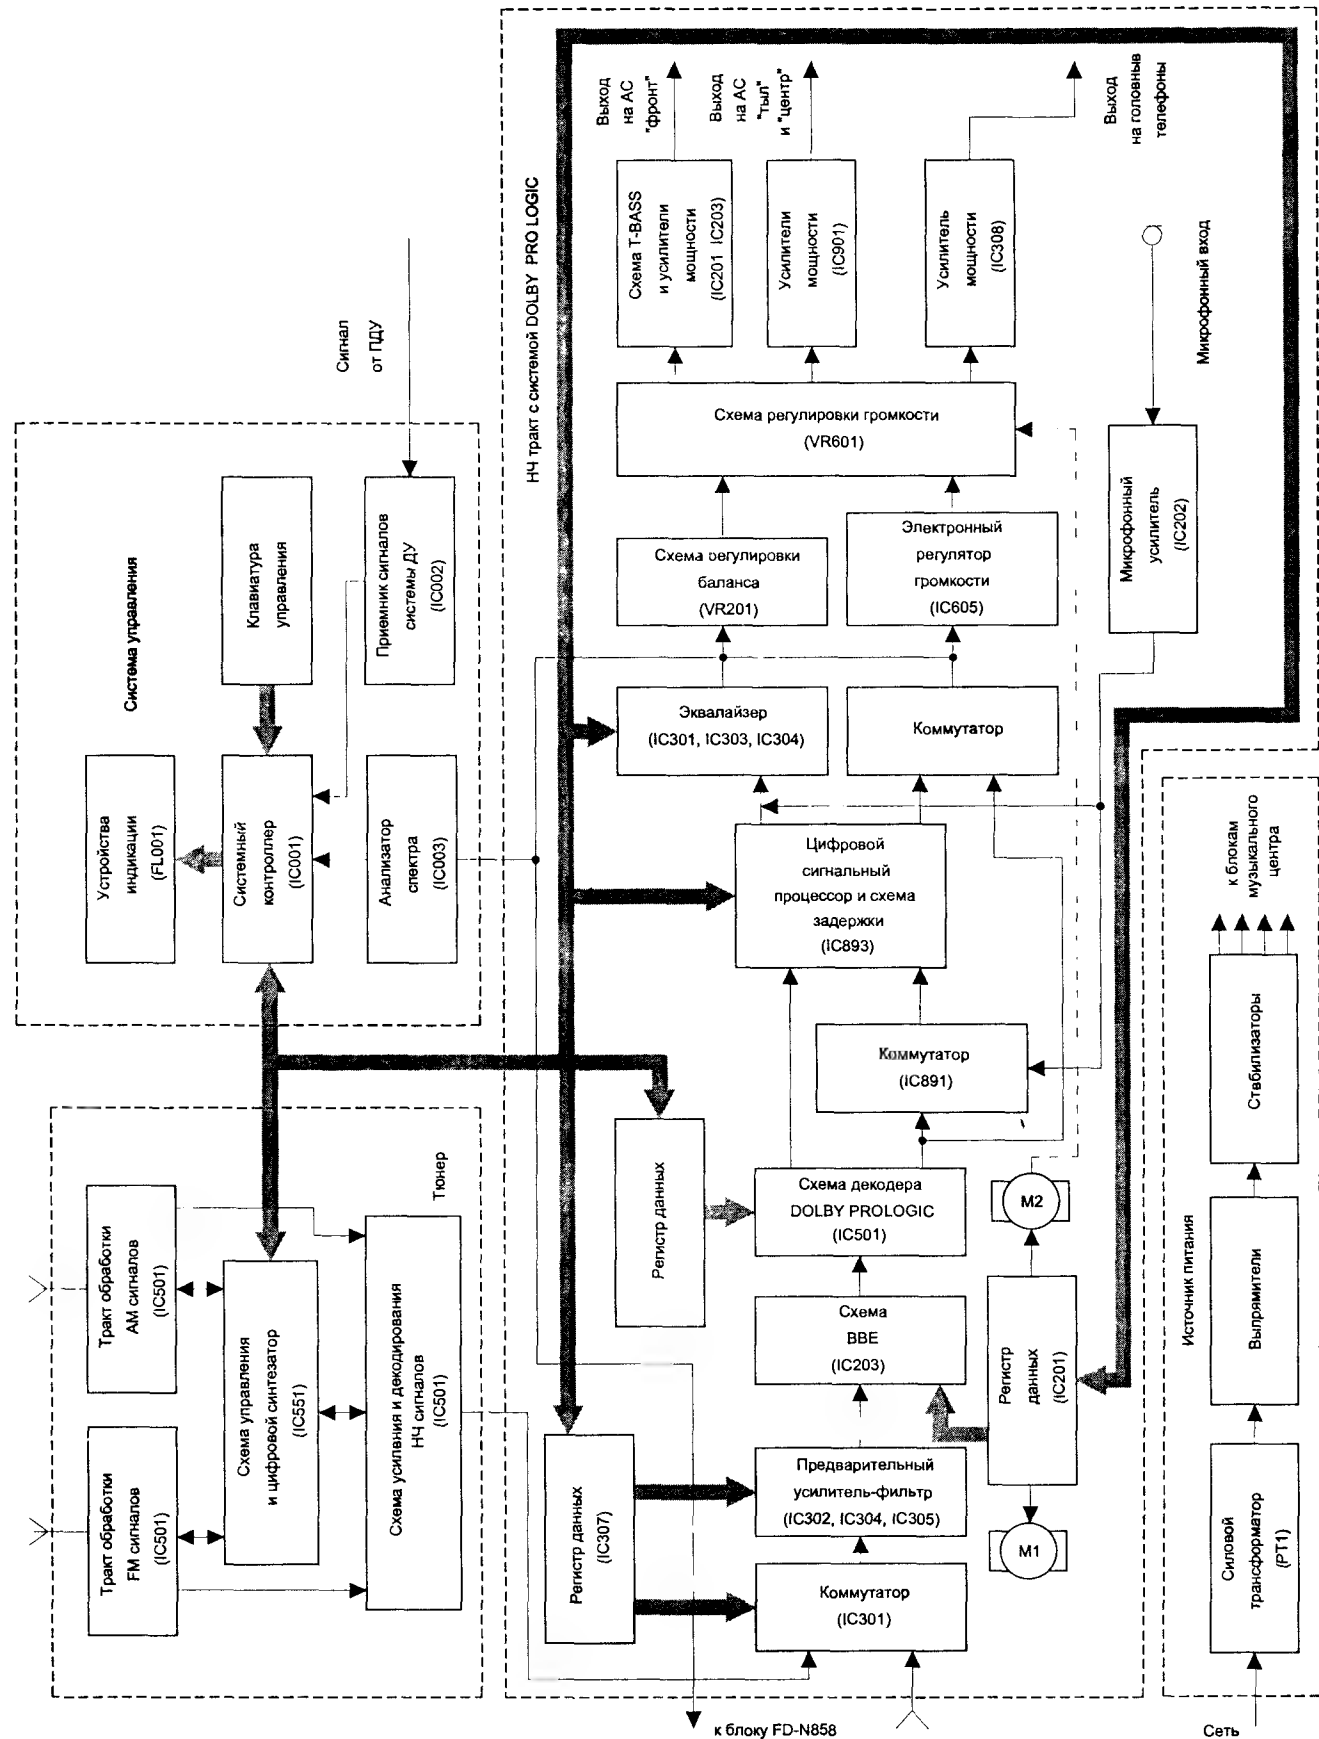 Система управления
Устройства
индикации
(FL001)
Системный
контроллер
(IC001)
Анализатор
спектра
(IC003)
Клавиатура
управления
Приемник сигналов
системы ДУ
(IC002)
Сигнал
от ПДУ
Тюнер
Тракт обработки
FM сигналов
(IC501)
Тракт обработки
АМ сигналов
(IC501)
Схема управления
и цифровой синтезатор
(IC551)
Схема усилвния и декодирования
НЧ сигналов
(IC501)
НЧ тракт с системой DOLBY PRO LOGIC
Выход
на АС
"фронт"
Выход
на АС
"тыл"
и "центр"
Выход
на головныв
телефоны
Схема T-BASS
и усилители
мощности
(IC201 IC203)
Усилители
мощности
(IC901)
Усилитель
мощности
(IC308)
Схема регулировки громкости
(VR601)
Микрофонный вход
Микрофонный
усилитель
(IC202)
Схема регулировки
баланса
(VR201)
Электронный
регулятор
громкости
(IC605)
Эквалайзер
(IC301, IC303, IC304)
Коммутатор
Цифровой
сигнальный
процессор и схема
задержки
(IC893)
Коммутатор
(IC891)
Регистр данных
Схема декодера
DOLBY PROLOGIC
(IC501)
M2
Схема
BBE
(IC203)
Регистр
данных
(IC201)
Регистр данных
(IC307)
Предварительный
усилитель-фильтр
(IC302, IC304, IC305)
M1
Коммутатор
(IC301)
к блоку FD-N858
Источник питания
к блокам
музыкального
центра
Ствбилизаторы
Выпрямители
Силовой
трансформатор
(PT1)
Сеть